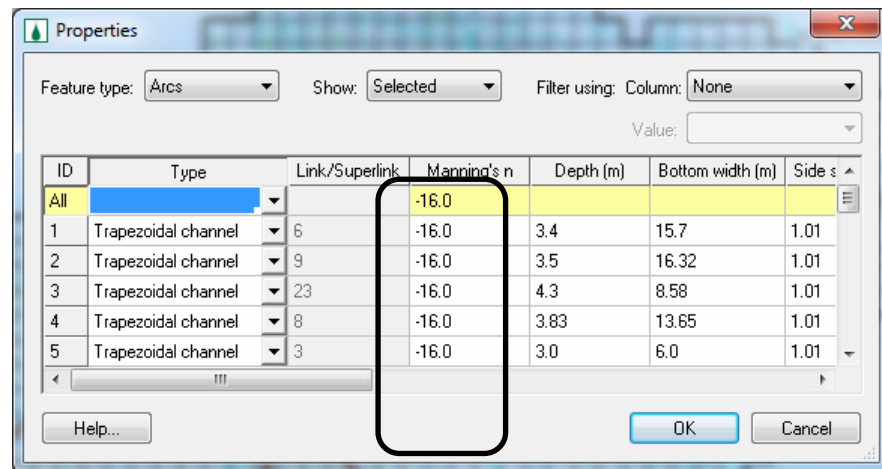 Properties
Feature type: Arcs Show: Selected Filter using: Column: None
Value:
ID Type Link/Superlink Manning's n Depth (m) Bottom width (m) Side s
All -16.0
1 Trapezoidal channel 6 -16.0 3.4 15.7 1.01
2 Trapezoidal channel 9 -16.0 3.5 16.32 1.01
3 Trapezoidal channel 23 -16.0 4.3 8.58 1.01
4 Trapezoidal channel 8 -16.0 3.83 13.65 1.01
5 Trapezoidal channel 3 -16.0 3.0 6.0 1.01
Help... OK Cancel